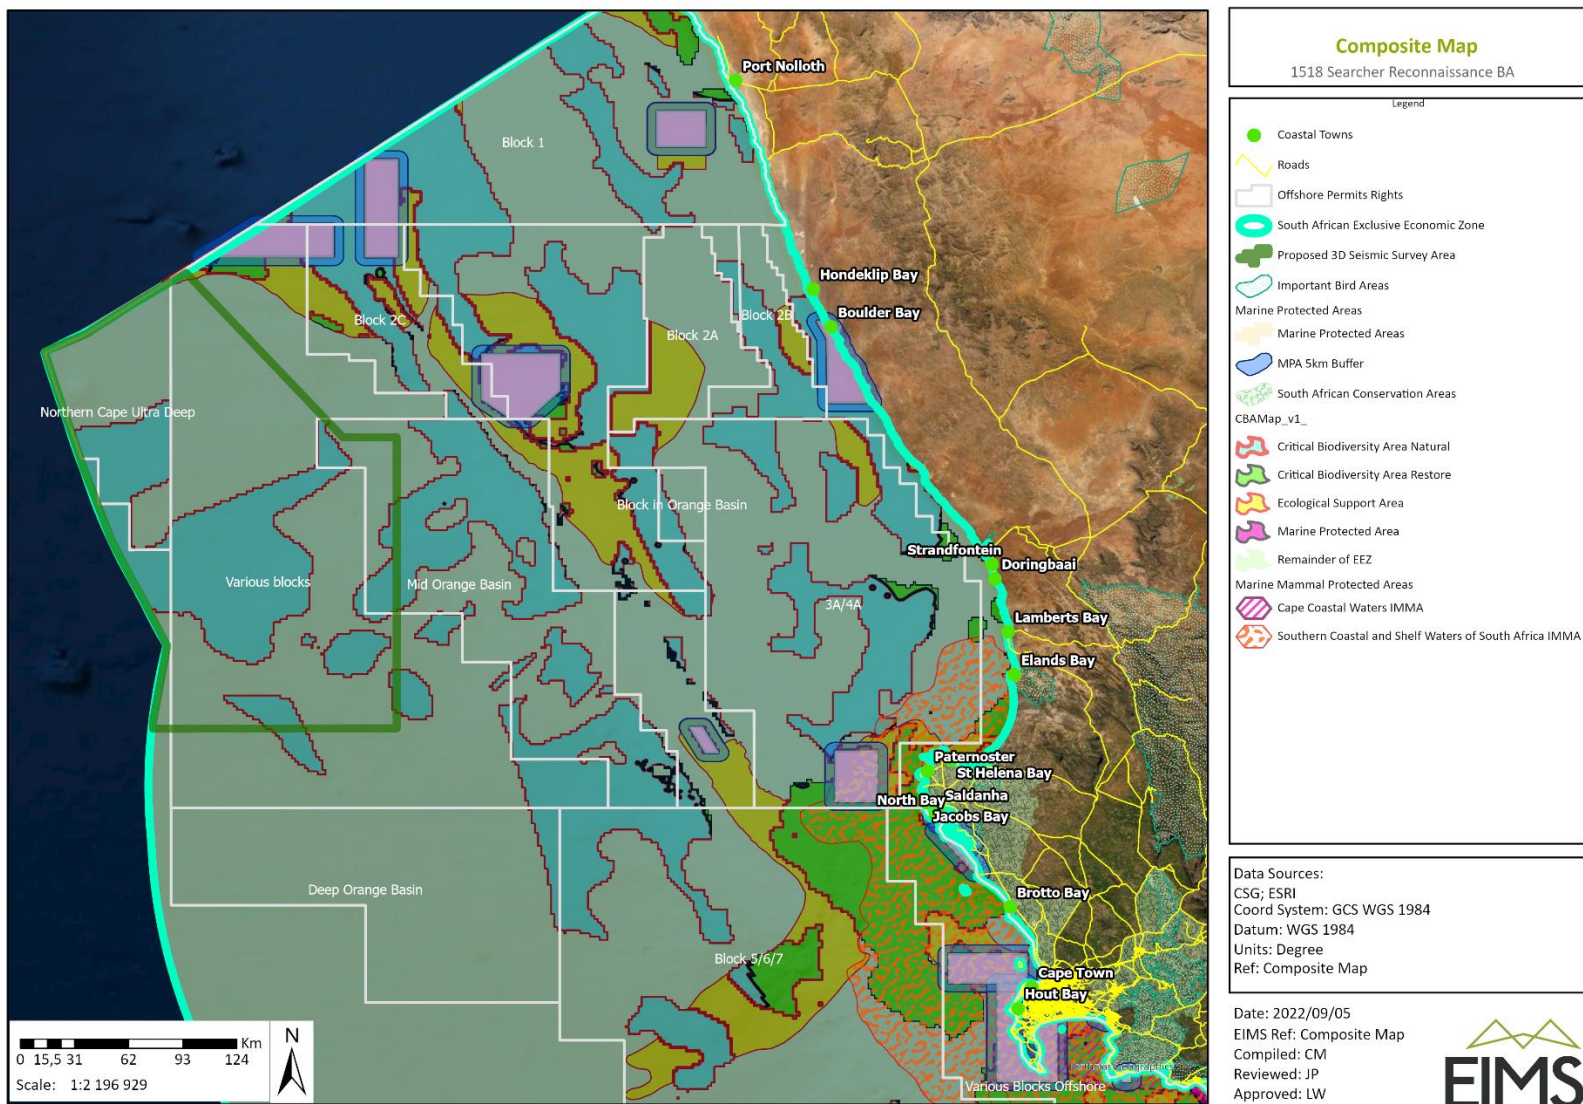 Port Nolloth
Block 1
Hondeklip Bay
Boulder Bay
Block 2C
Block 2B
Block 2A
Northern Cape Ultra Deep
Block in Orange Basin
Strandfontein
Doringbaai
Various blocks
Mid Orange Basin
3A/4A
Lamberts Bay
Elands Bay
Paternoster
St Helena Bay
North Bay
Saldanha
Jacobs Bay
Deep Orange Basin
Brotto Bay
Block 5/6/7
Cape Town
Hout Bay
Various Blocks Offshore
Km
0 15,5 31 62 93 124
Scale: 1:2 196 929
N
Composite Map
1518 Searcher Reconnaissance BA
Legend
Coastal Towns
Roads
Offshore Permits Rights
South African Exclusive Economic Zone
Proposed 3D Seismic Survey Area
Important Bird Areas
Marine Protected Areas
Marine Protected Areas
MPA 5km Buffer
South African Conservation Areas
CBAMap_v1_
Critical Biodiversity Area Natural
Critical Biodiversity Area Restore
Ecological Support Area
Marine Protected Area
Remainder of EEZ
Marine Mammal Protected Areas
Cape Coastal Waters IMMA
Southern Coastal and Shelf Waters of South Africa IMMA
Data Sources:
CSG; ESRI
Coord System: GCS WGS 1984
Datum: WGS 1984
Units: Degree
Ref: Composite Map
Date: 2022/09/05
EIMS Ref: Composite Map
Compiled: CM
Reviewed: JP
Approved: LW
EIMS